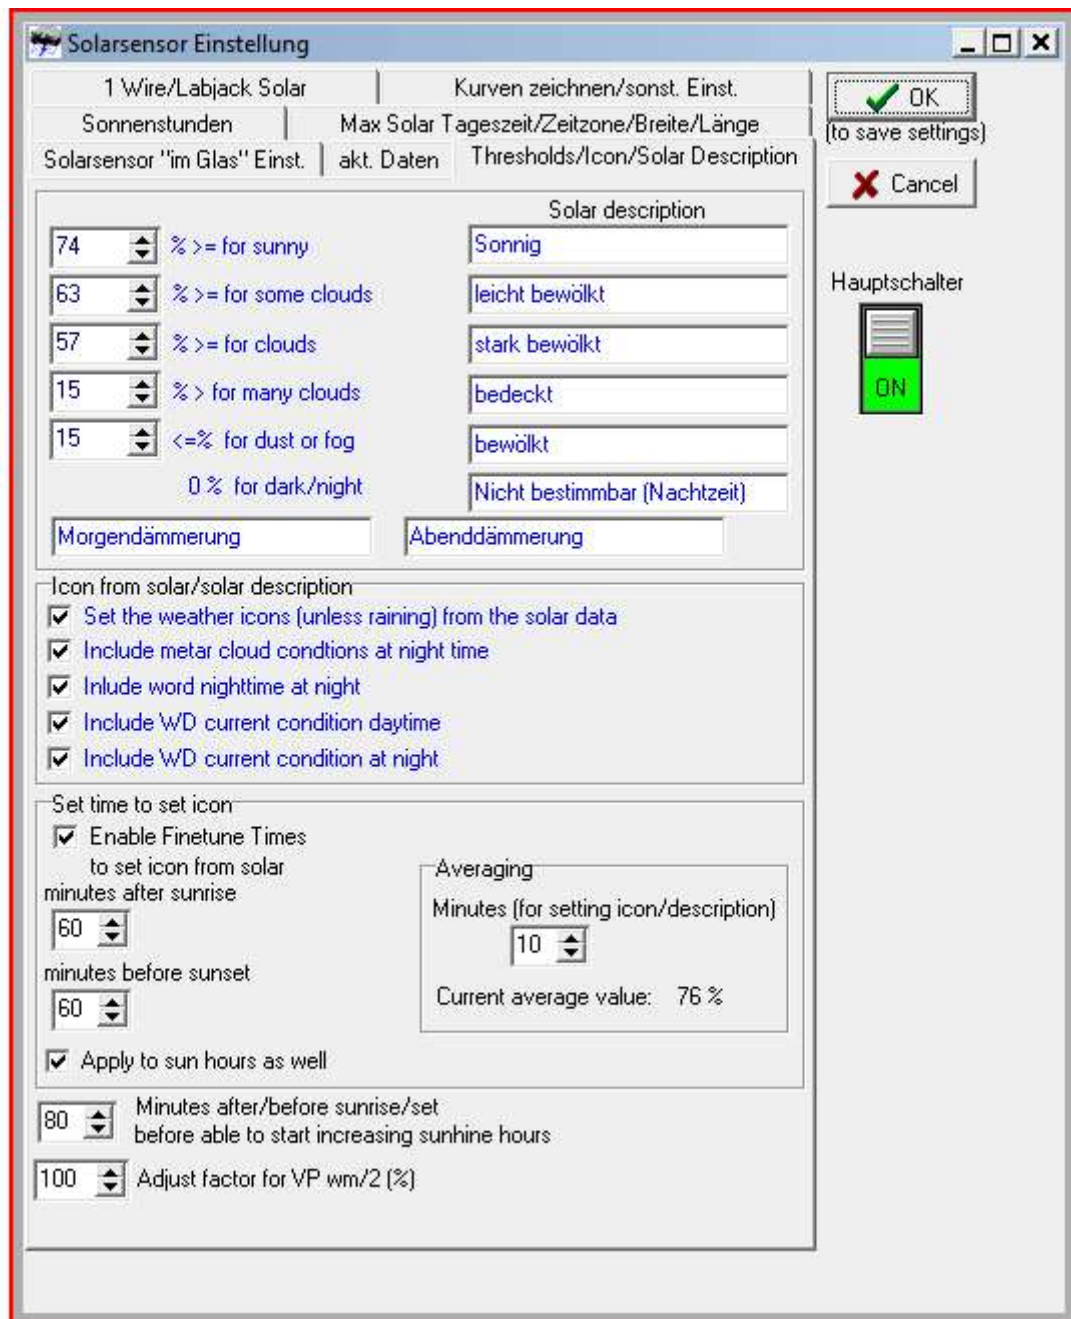 Solarsensor Einstellung
1 Wire/Labjack Solar
Kurven zeichnen/sonst. Einst.
Sonnenstunden
Max Solar Tageszeit/Zeitzone/Breite/Länge
Solarsensor "im Glas" Einst.
akt. Daten
Thresholds/Icon/Solar Description
OK
(to save settings)
Cancel
Hauptschalter
ON
Solar description
74 % >= for sunny
Sonnig
63 % >= for some clouds
leicht bewölkt
57 % >= for clouds
stark bewölkt
15 % > for many clouds
bedeckt
15 <=% for dust or fog
bewölkt
0 % for dark/night
Nicht bestimmbar (Nachtzeit)
Morgendämmerung
Abenddämmerung
Icon from solar/solar description
Set the weather icons (unless raining) from the solar data
Include metar cloud condtions at night time
Inlude word nighttime at night
Include WD current condition daytime
Include WD current condition at night
Set time to set icon
Enable Finetune Times
to set icon from solar
minutes after sunrise
60
minutes before sunset
60
Averaging
Minutes (for setting icon/description)
10
Current average value: 76 %
Apply to sun hours as well
80 Minutes after/before sunrise/set
before able to start increasing sunhine hours
100 Adjust factor for VP wm/2 (%)